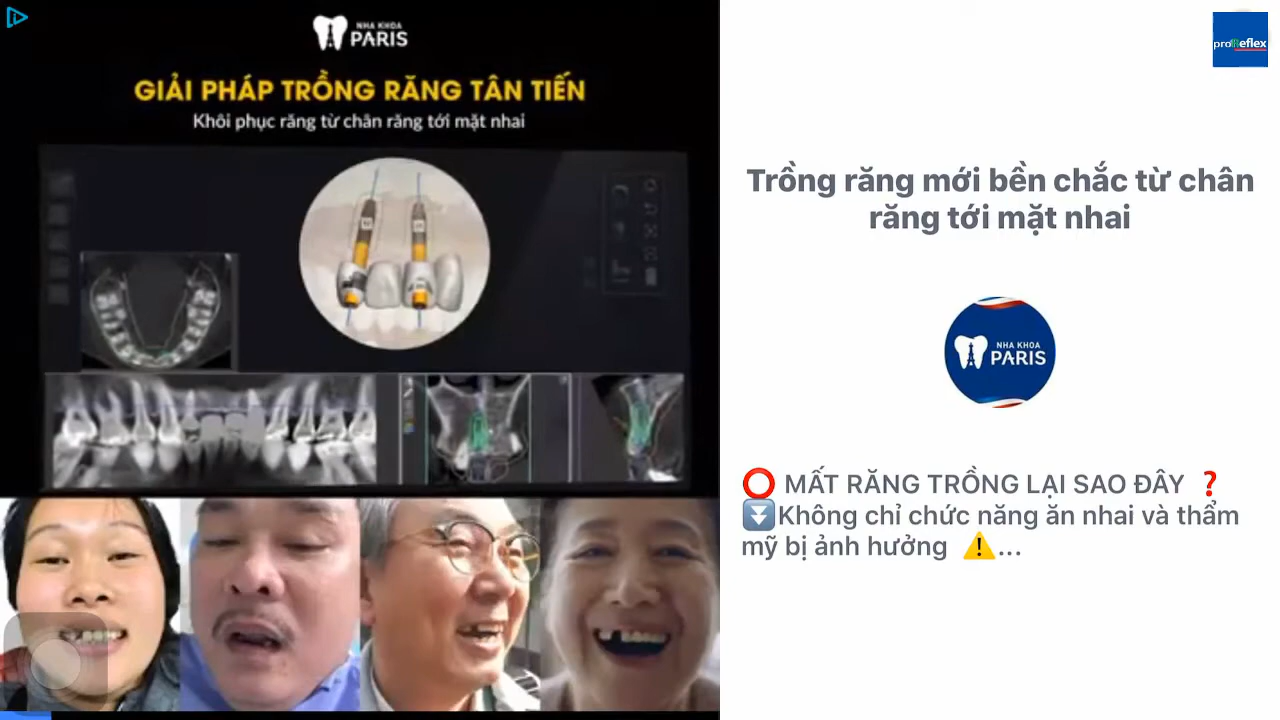 NHA KHOA
PARIS
GIẢI PHÁP TRỒNG RĂNG TÂN TIẾN
Khôi phục răng từ chân răng tới mặt nhai
proReflex
Trồng răng mới bền chắc từ chân
răng tới mặt nhai
NHA KHOA
PARIS
⭕ MẤT RĂNG TRỒNG LẠI SAO ĐÂY ❓
⏬Không chỉ chức năng ăn nhai và thẩm
mỹ bị ảnh hưởng ⚠️...